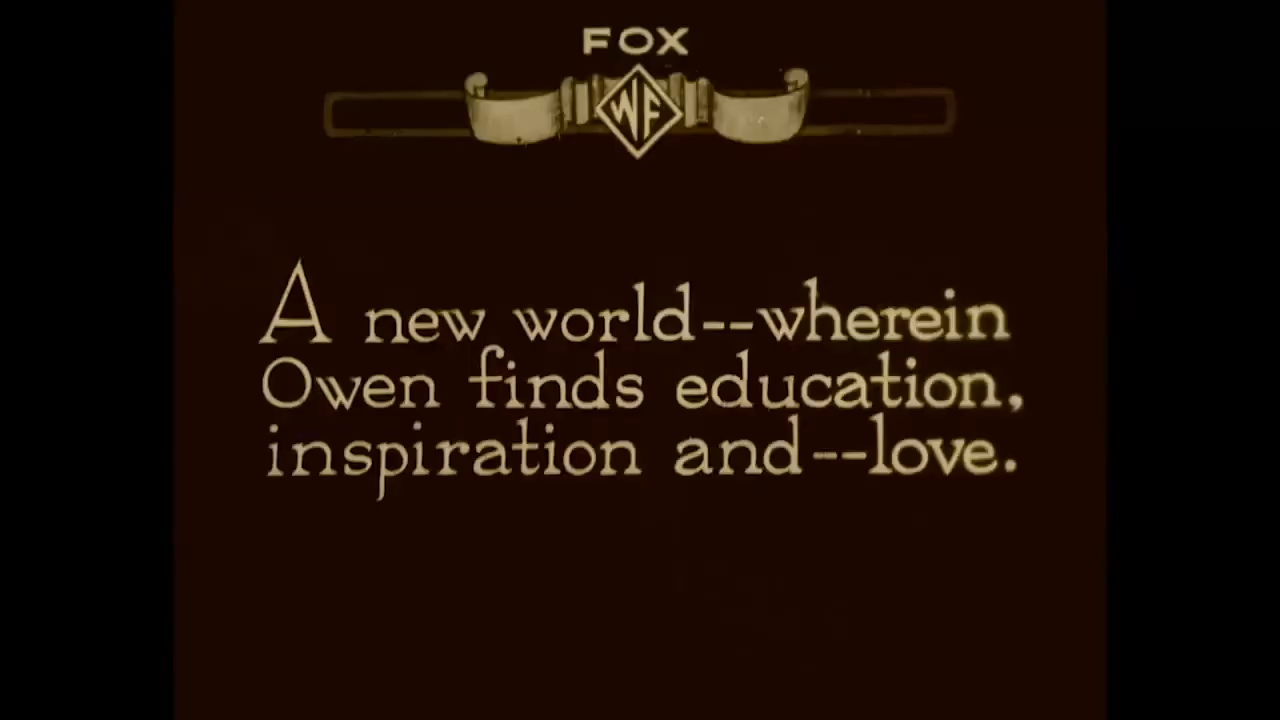 FOX
WF
A new world--wherein
Owen finds education,
inspiration and--love.